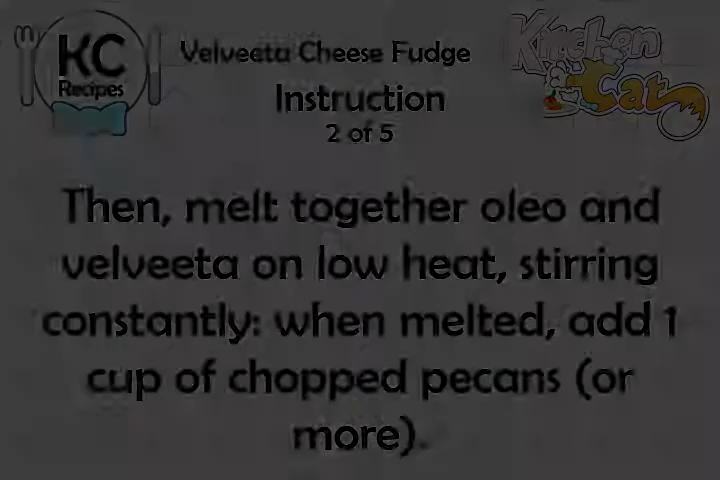 KC
Recipes
Velveeta Cheese Fudge
Kitchen
Cat
Instruction
2 of 5
Then, melt together oleo and
velveeta on low heat, stirring
constantly: when melted, add 1
cup of chopped pecans (or
more).